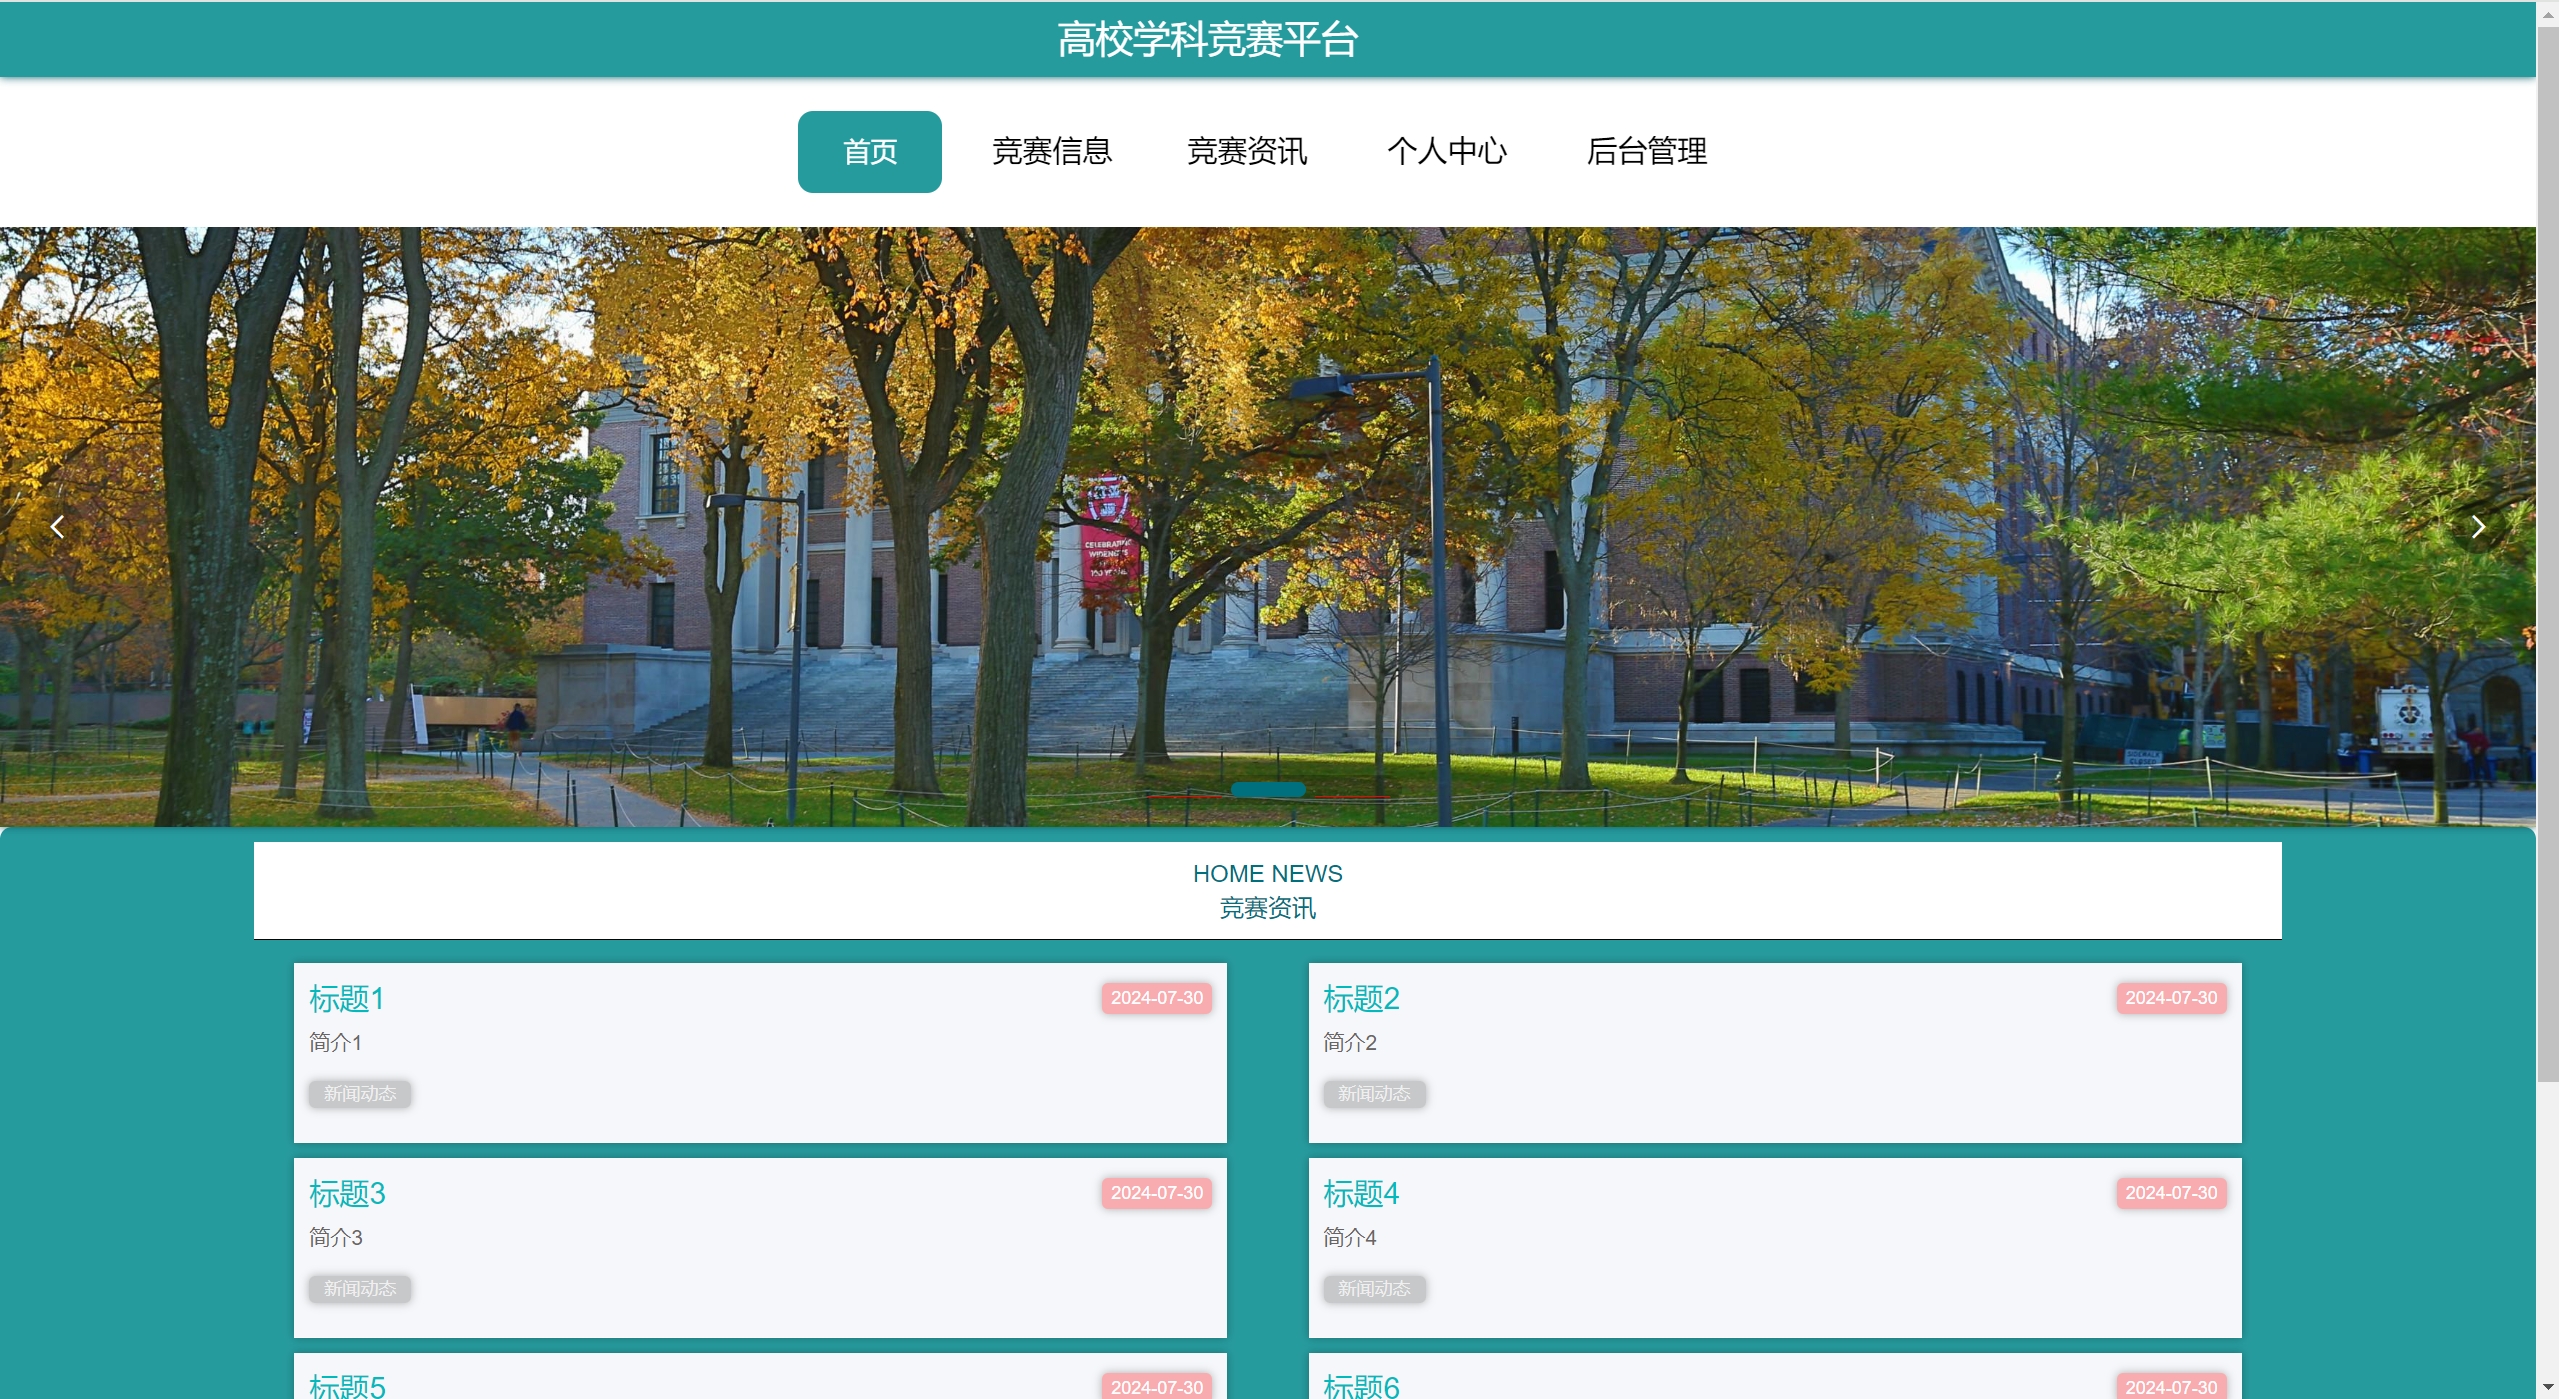 高校学科竞赛平台
首页 竞赛信息 竞赛资讯 个人中心 后台管理
CELEBRATING
SIDEWALK
CLOSED
HOME NEWS
竞赛资讯
标题1 2024-07-30
简介1
新闻动态
标题2 2024-07-30
简介2
新闻动态
标题3 2024-07-30
简介3
新闻动态
标题4 2024-07-30
简介4
新闻动态
标题5 2024-07-30
标题6 2024-07-30